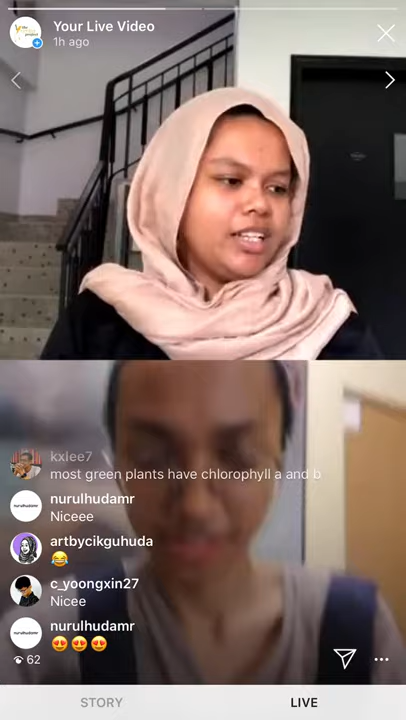 Your Live Video
1h ago
kxlee7
most green plants have chlorophyll a and b
nurulhudamr
Niceee
artbycikguhuda
😂
c_yoongxin27
Nicee
nurulhudamr
😍😍😍
62
STORY
LIVE